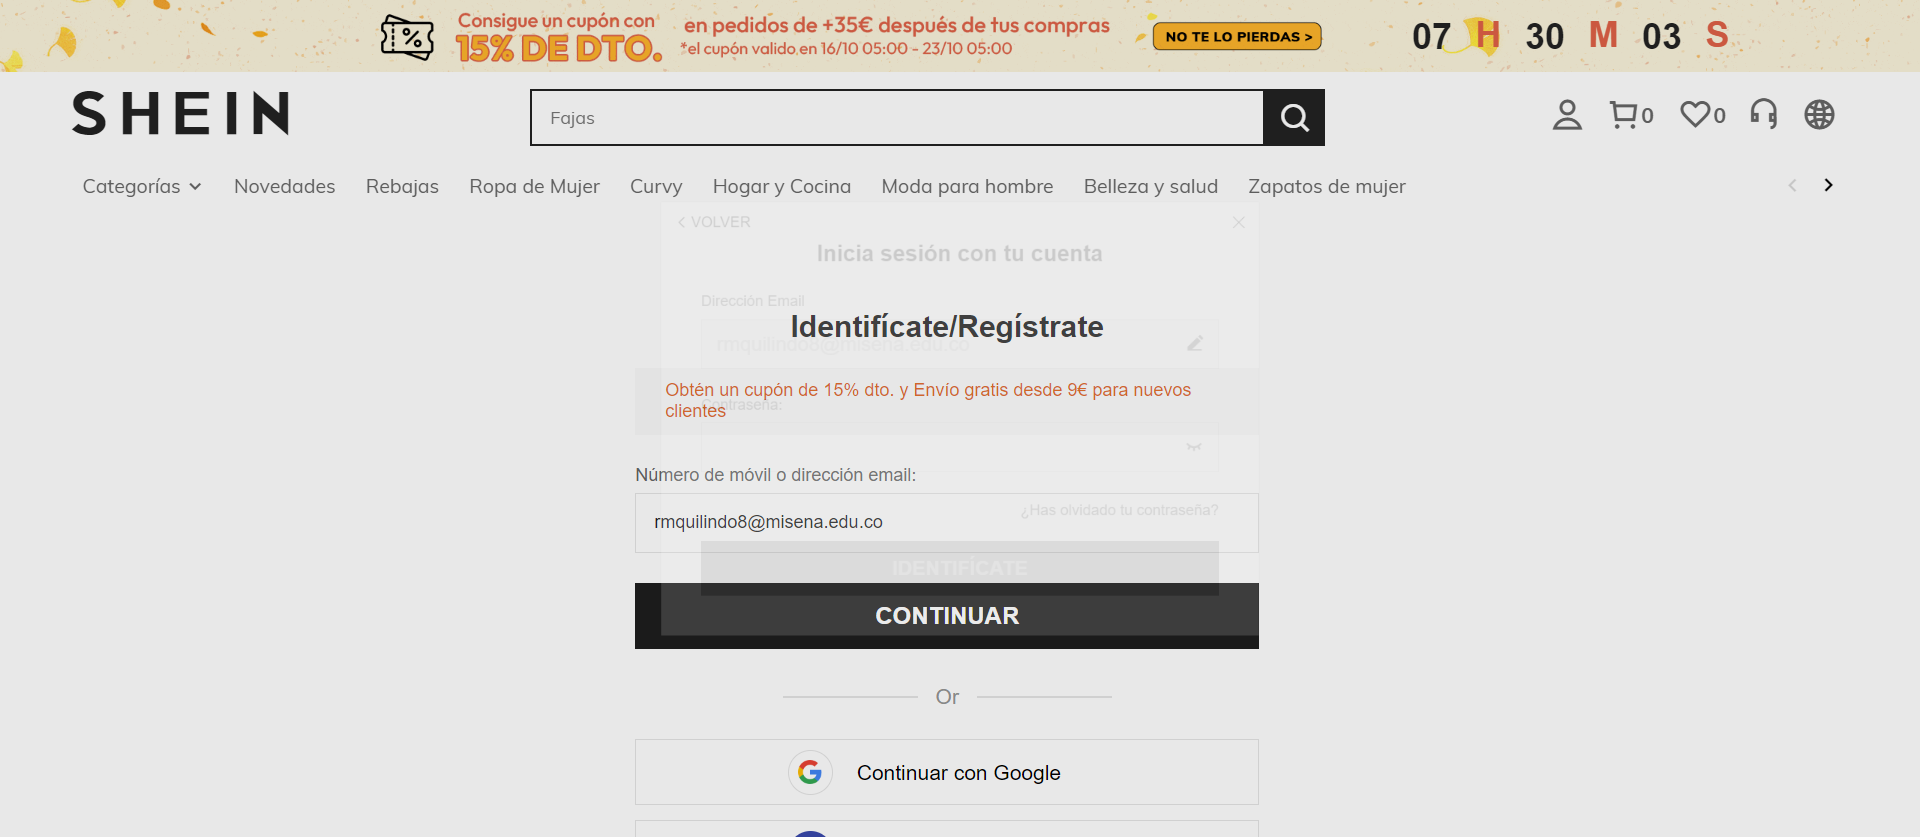 Consigue un cupón con
15% DE DTO.
en pedidos de +35€ después de tus compras
*el cupón valido en 16/10 05:00 - 23/10 05:00
NO TE LO PIERDAS >
07 H 30 M 03 S
SHEIN
Fajas
0
0
Categorías
Novedades
Rebajas
Ropa de Mujer
Curvy
Hogar y Cocina
Moda para hombre
Belleza y salud
Zapatos de mujer
VOLVER
Inicia sesión con tu cuenta
Dirección Email
Identifícate/Regístrate
rmquilindo8@misena.edu.co
Obtén un cupón de 15% dto. y Envío gratis desde 9€ para nuevos
clientes
Contraseña:
Número de móvil o dirección email:
¿Has olvidado tu contraseña?
rmquilindo8@misena.edu.co
IDENTIFÍCATE
CONTINUAR
Or
Continuar con Google